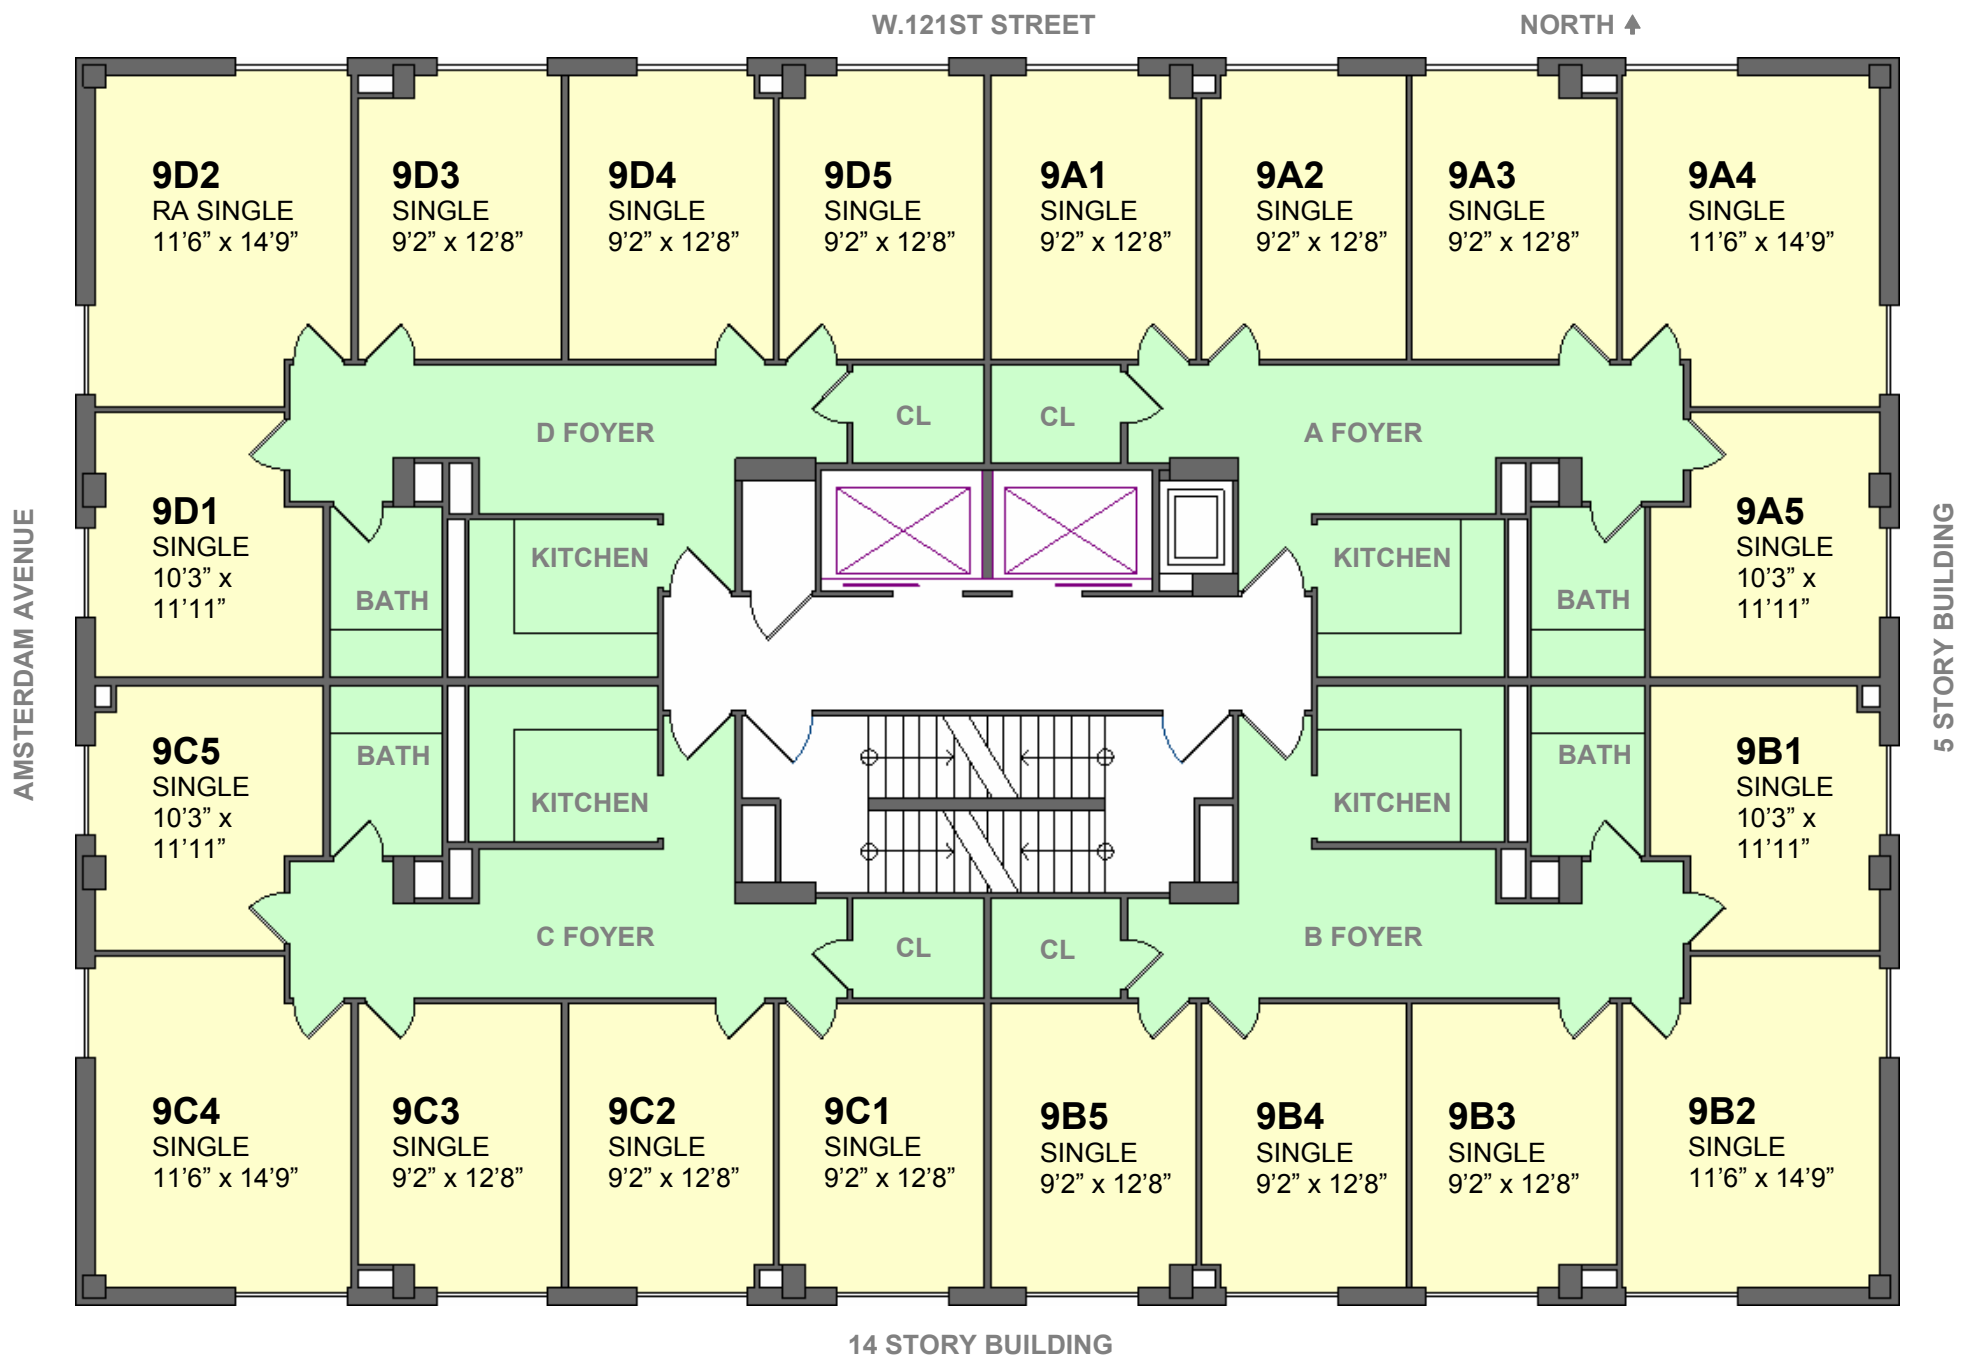 W.121ST STREET
NORTH
9D2
RA SINGLE
11’6” x 14’9”
9D3
SINGLE
9’2” x 12’8”
9D4
SINGLE
9’2” x 12’8”
9D5
SINGLE
9’2” x 12’8”
9A1
SINGLE
9’2” x 12’8”
9A2
SINGLE
9’2” x 12’8”
9A3
SINGLE
9’2” x 12’8”
9A4
SINGLE
11’6” x 14’9”
D FOYER
CL
CL
A FOYER
9D1
SINGLE
10’3” x
11’11”
BATH
KITCHEN
KITCHEN
BATH
9A5
SINGLE
10’3” x
11’11”
AMSTERDAM AVENUE
5 STORY BUILDING
9C5
SINGLE
10’3” x
11’11”
BATH
KITCHEN
KITCHEN
BATH
9B1
SINGLE
10’3” x
11’11”
C FOYER
CL
CL
B FOYER
9C4
SINGLE
11’6” x 14’9”
9C3
SINGLE
9’2” x 12’8”
9C2
SINGLE
9’2” x 12’8”
9C1
SINGLE
9’2” x 12’8”
9B5
SINGLE
9’2” x 12’8”
9B4
SINGLE
9’2” x 12’8”
9B3
SINGLE
9’2” x 12’8”
9B2
SINGLE
11’6” x 14’9”
14 STORY BUILDING